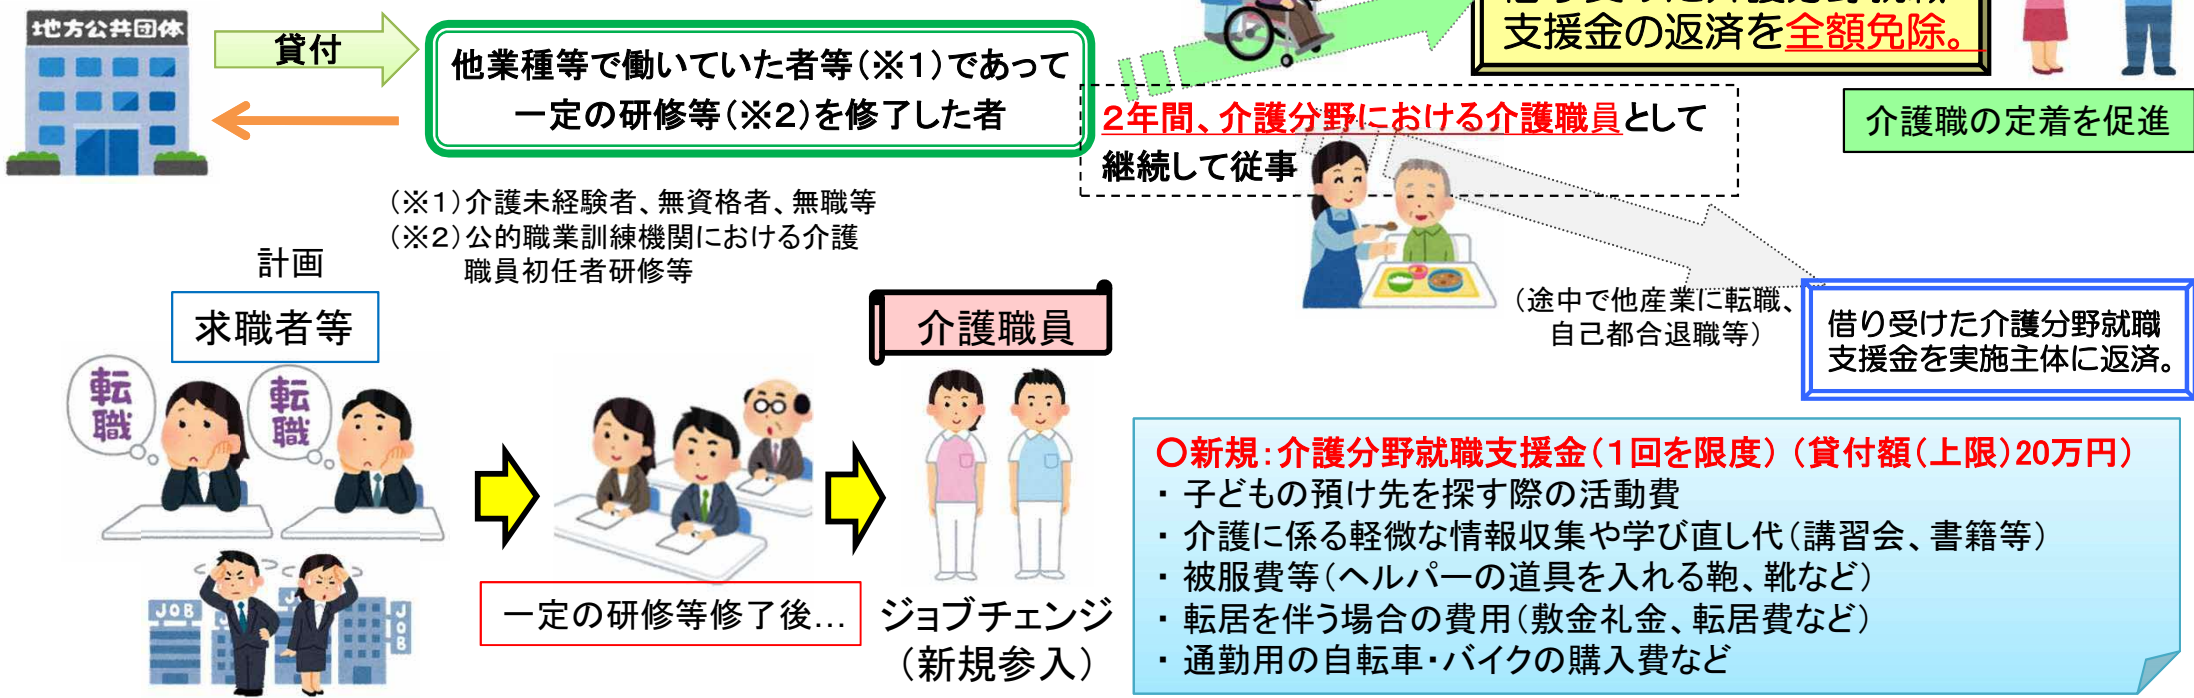 地方公共団体
貸付
他業種等で働いていた者等(※1)であって
一定の研修等(※2)を修了した者
(※1)介護未経験者、無資格者、無職等
(※2)公的職業訓練機関における介護
職員初任者研修等
支援金の返済を全額免除。
2年間、介護分野における介護職員として
継続して従事
介護職の定着を促進
(途中で他産業に転職、
自己都合退職等)
借り受けた介護分野就職
支援金を実施主体に返済。
計画
求職者等
転職
転職
JOB
JOB
一定の研修等修了後…
介護職員
ジョブチェンジ
(新規参入)
○新規:介護分野就職支援金(1回を限度)(貸付額(上限)20万円)
・子どもの預け先を探す際の活動費
・介護に係る軽微な情報収集や学び直し代(講習会、書籍等)
・被服費等(ヘルパーの道具を入れる鞄、靴など)
・転居を伴う場合の費用(敷金礼金、転居費など)
・通勤用の自転車・バイクの購入費など